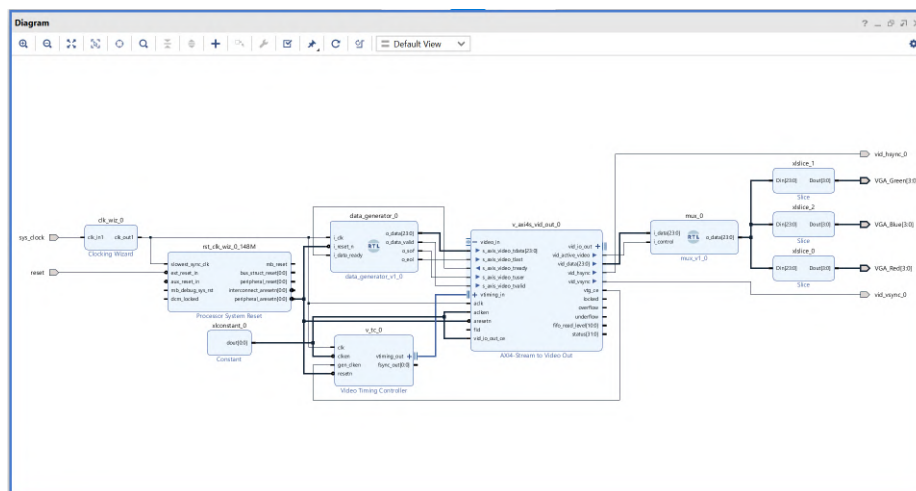 Diagram
Default View
clk_wiz_0
clk_in1
clk_out1
Clocking Wizard
sys_clock
reset
rst_clk_wiz_0_148M
slowest_sync_clk
ext_reset_in
aux_reset_in
mb_debug_sys_rst
dcm_locked
mb_reset
bus_struct_reset[0:0]
peripheral_reset[0:0]
interconnect_aresetn[0:0]
peripheral_aresetn[0:0]
Processor System Reset
xlconstant_0
dout[0:0]
Constant
data_generator_0
i_clk
i_reset_n
i_data_ready
RTL
o_data[23:0]
o_data_valid
o_sof
o_eol
data_generator_v1_0
v_tc_0
clk
clken
gen_clken
resetn
vtiming_out
fsync_out[0:0]
Video Timing Controller
v_axi4s_vid_out_0
video_in
s_axis_video_tdata[23:0]
s_axis_video_tlast
s_axis_video_tready
s_axis_video_tuser
s_axis_video_tvalid
vtiming_in
aclk
aclken
aresetn
fid
vid_io_out_ce
vid_io_out
vid_active_video
vid_data[23:0]
vid_hsync
vid_vsync
vtg_ce
locked
overflow
underflow
fifo_read_level[10:0]
status[31:0]
AXI4-Stream to Video Out
mux_0
i_data[23:0]
i_control
RTL
o_data[23:0]
mux_v1_0
xlslice_1
Din[23:0]
Dout[3:0]
Slice
xlslice_2
Din[23:0]
Dout[3:0]
Slice
xlslice_0
Din[23:0]
Dout[3:0]
Slice
vid_hsync_0
VGA_Green[3:0]
VGA_Blue[3:0]
VGA_Red[3:0]
vid_vsync_0